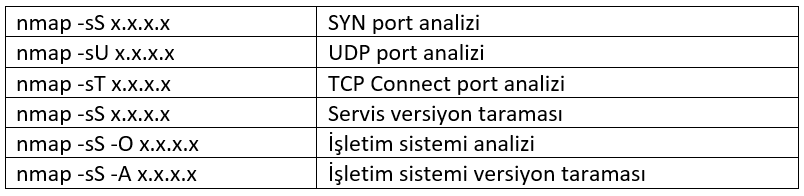 nmap -sS x.x.x.x SYN port analizi
nmap -sU x.x.x.x UDP port analizi
nmap -sT x.x.x.x TCP Connect port analizi
nmap -sS x.x.x.x Servis versiyon taraması
nmap -sS -O x.x.x.x İşletim sistemi analizi
nmap -sS -A x.x.x.x İşletim sistemi versiyon taraması